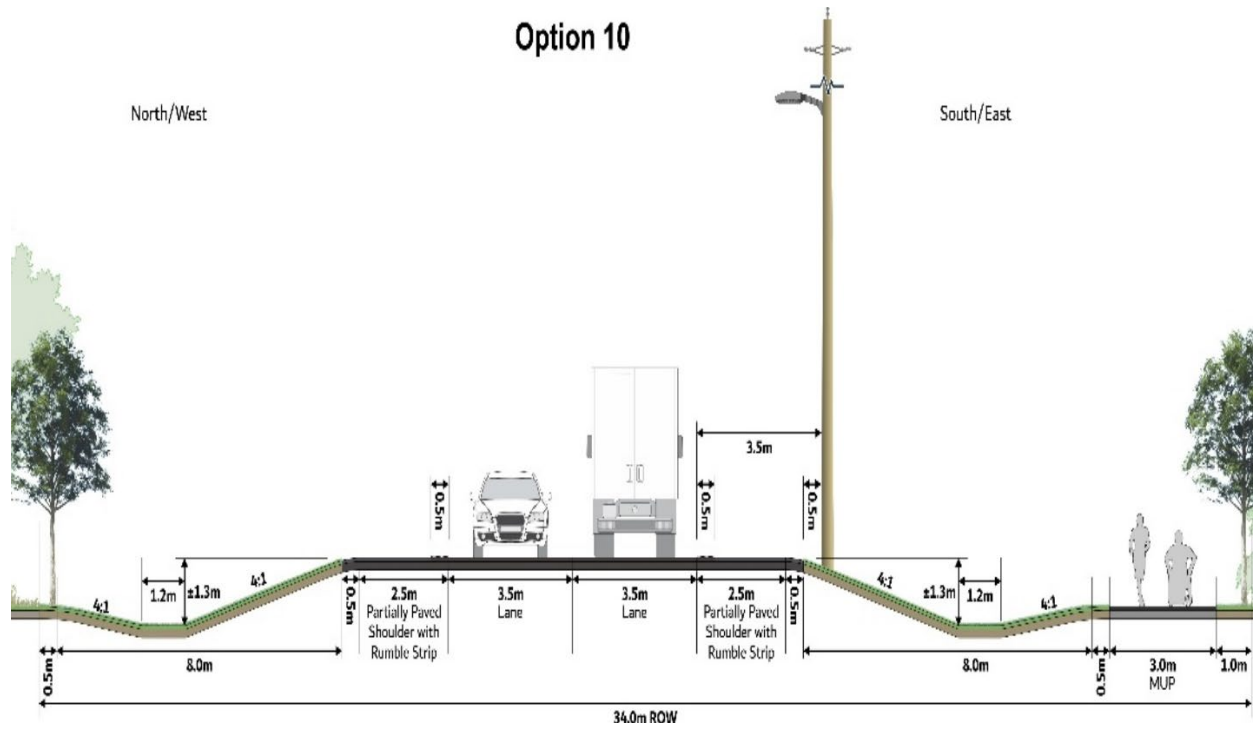 Option 10
North/West
South/East
3.5m
0.5m
0.5m
0.5m
4:1
1.2m
±1.3m
4:1
0.5m
2.5m
Partially Paved
Shoulder with
Rumble Strip
3.5m
Lane
3.5m
Lane
2.5m
Partially Paved
Shoulder with
Rumble Strip
0.5m
4:1
±1.3m
1.2m
4:1
0.5m
8.0m
8.0m
0.5m
3.0m
MUP
1.0m
34.0m ROW